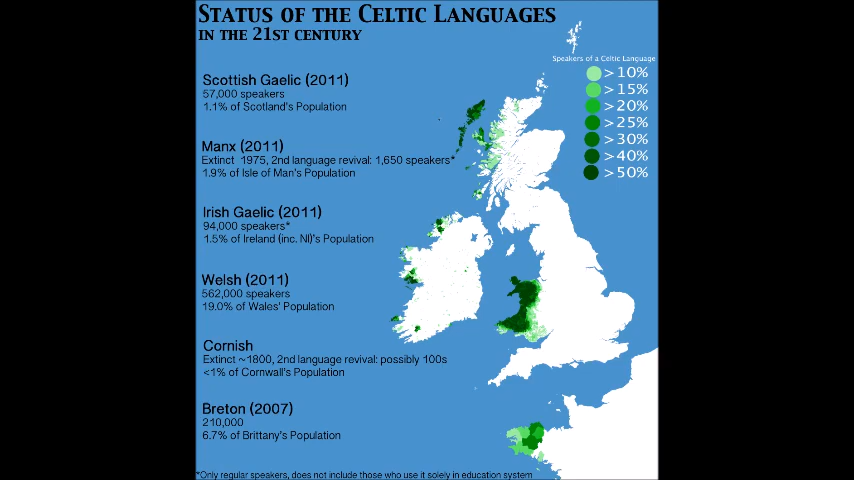 STATUS OF THE CELTIC LANGUAGES
IN THE 21ST CENTURY
Speakers of a Celtic Language
>10%
>15%
>20%
>25%
>30%
>40%
>50%
Scottish Gaelic (2011)
57,000 speakers
1.1% of Scotland's Population
Manx (2011)
Extinct 1975, 2nd language revival: 1,650 speakers*
1.9% of Isle of Man's Population
Irish Gaelic (2011)
94,000 speakers*
1.5% of Ireland (inc. NI)'s Population
Welsh (2011)
562,000 speakers
19.0% of Wales' Population
Cornish
Extinct ~1800, 2nd language revival: possibly 100s
<1% of Cornwall's Population
Breton (2007)
210,000
6.7% of Brittany's Population
*Only regular speakers, does not include those who use it solely in education system